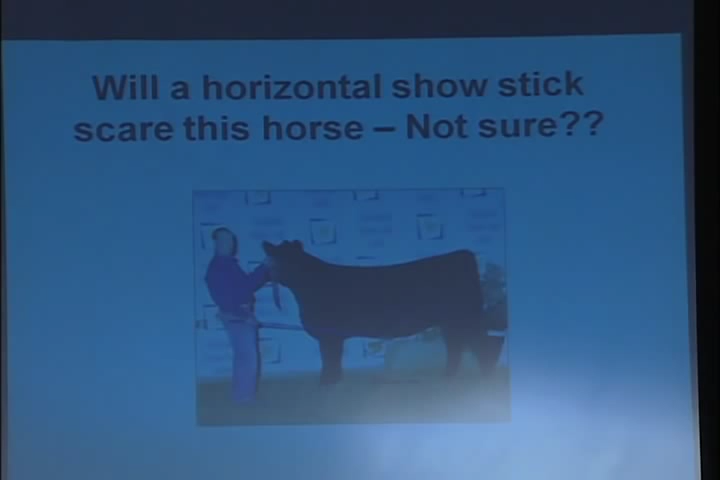 Will a horizontal show stick
scare this horse – Not sure??